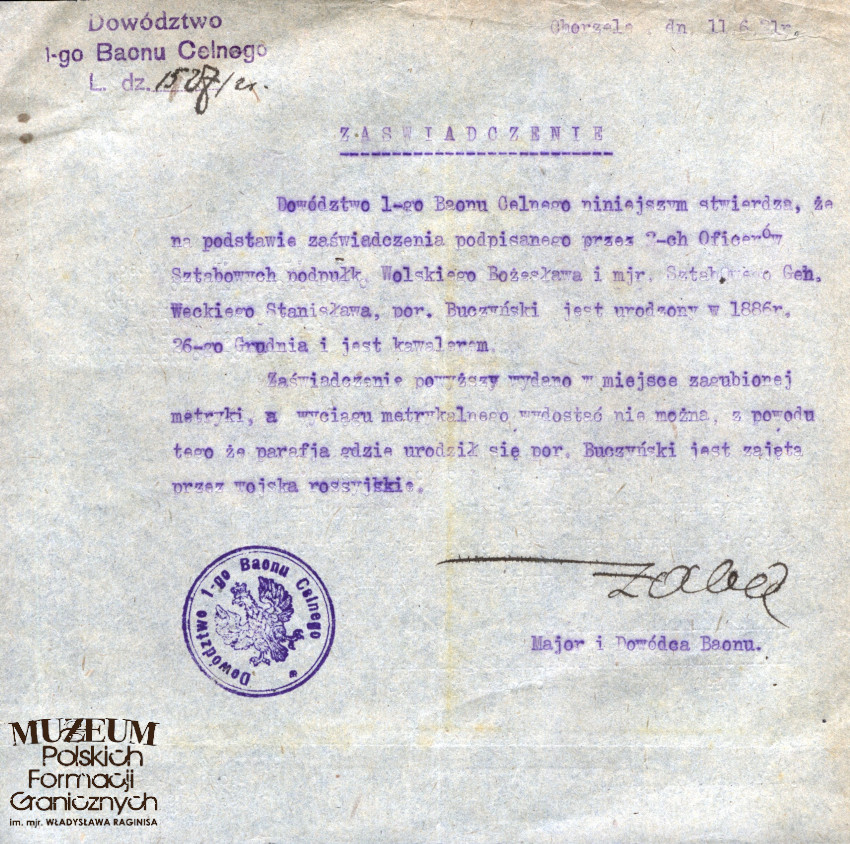 Dowództwo
1-go Baonu Celnego
L. dz. 1527/21.
Chorzele, dn. 11 6 21r.
ZAŚWIADCZENIE
Dowództwo 1-go Baonu Celnego niniejszym stwierdza, że
na podstawie zaświadczenia podpisanego przez 2-ch Oficerów
Sztabowych podpułk. Wolskiego Bożesława i mjr. Sztabowego Gen.
Weckiego Stanisława, por. Buczyński jest urodzony w 1886r.
26-go Grudnia i jest kawalerem.
Zaświadczenie powyższy wydano w miejsce zagubionej
metryki, a wyciągu metrykalnego wydostać nie można, z powodu
tego że parafja gdzie urodził się por. Buczyński jest zajęta
przez wojska rossyjskie.
Dowództwo 1-go Baonu Celnego
Major i Dowódca Baonu.
MUZEUM
Polskich
Formacji
Granicznych
im. mjr. WŁADYSŁAWA RAGINISA